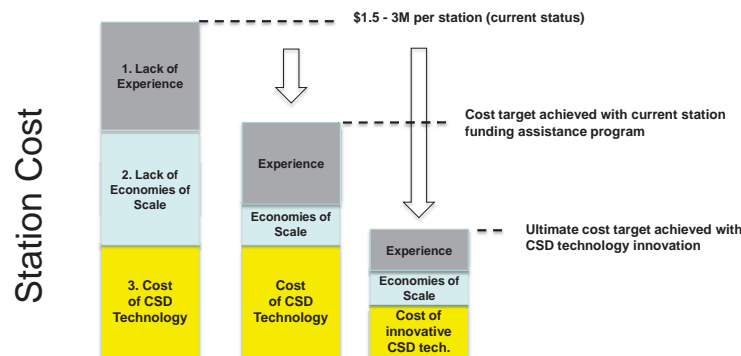 Station Cost
$1.5 - 3M per station (current status)
1. Lack of
Experience
2. Lack of
Economies of
Scale
3. Cost
of CSD
Technology
Cost target achieved with current station
funding assistance program
Experience
Economies of
Scale
Cost
of CSD
Technology
Ultimate cost target achieved with
CSD technology innovation
Experience
Economies of
Scale
Cost of
innovative
CSD tech.